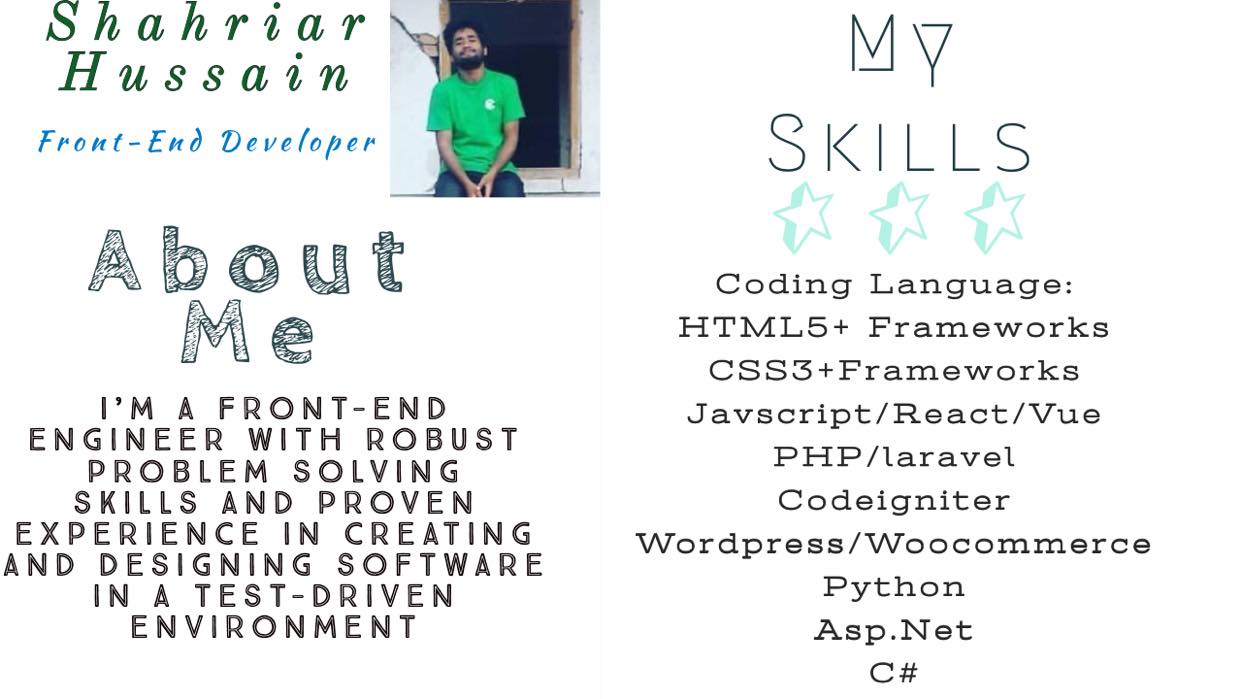 Shahriar
Hussain
Front-End Developer
About
Me
I'M A FRONT-END
ENGINEER WITH ROBUST
PROBLEM SOLVING
SKILLS AND PROVEN
EXPERIENCE IN CREATING
AND DESIGNING SOFTWARE
IN A TEST-DRIVEN
ENVIRONMENT
My
Skills
Coding Language:
HTML5+ Frameworks
CSS3+Frameworks
Javscript/React/Vue
PHP/laravel
Codeigniter
Wordpress/Woocommerce
Python
Asp.Net
C#